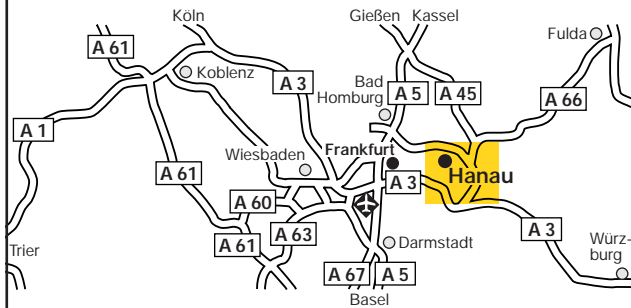 Köln
Gießen Kassel
Fulda
A 61
Koblenz
A 3
Bad
Homburg
A 5
A 45
A 66
A 1
Frankfurt
Wiesbaden
Hanau
A 61
A 3
A 60
A 63
A 61
A 3
Trier
Darmstadt
Würz-
burg
A 67
A 5
Basel